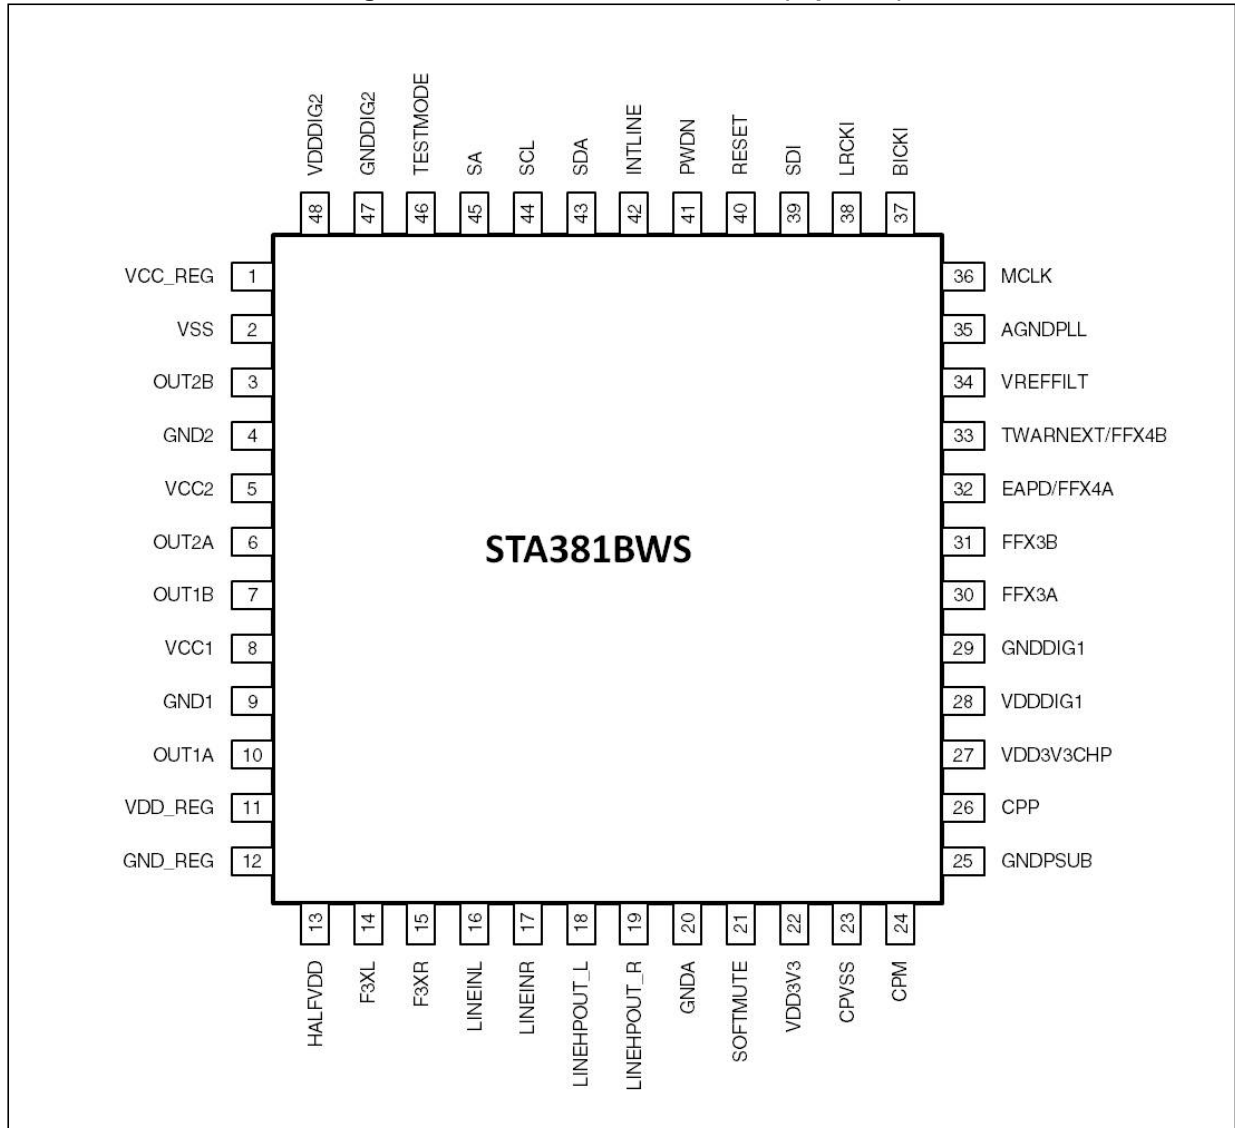 VDDDIG2 GNDDIG2 TESTMODE SA SCL SDA INTLINE PWDN RESET SDI LRCKI BICKI
48 47 46 45 44 43 42 41 40 39 38 37
VCC_REG 1 36 MCLK
VSS 2 35 AGNDPLL
OUT2B 3 34 VREFFILT
GND2 4 33 TWARNEXT/FFX4B
VCC2 5 32 EAPD/FFX4A
OUT2A 6 31 FFX3B
STA381BWS
OUT1B 7 30 FFX3A
VCC1 8 29 GNDDIG1
GND1 9 28 VDDDIG1
OUT1A 10 27 VDD3V3CHP
VDD_REG 11 26 CPP
GND_REG 12 25 GNDPSUB
13 14 15 16 17 18 19 20 21 22 23 24
HALFVDD F3XL F3XR LINEINL LINEINR LINEHPOUT_L LINEHPOUT_R GNDA SOFTMUTE VDD3V3 CPVSS CPM